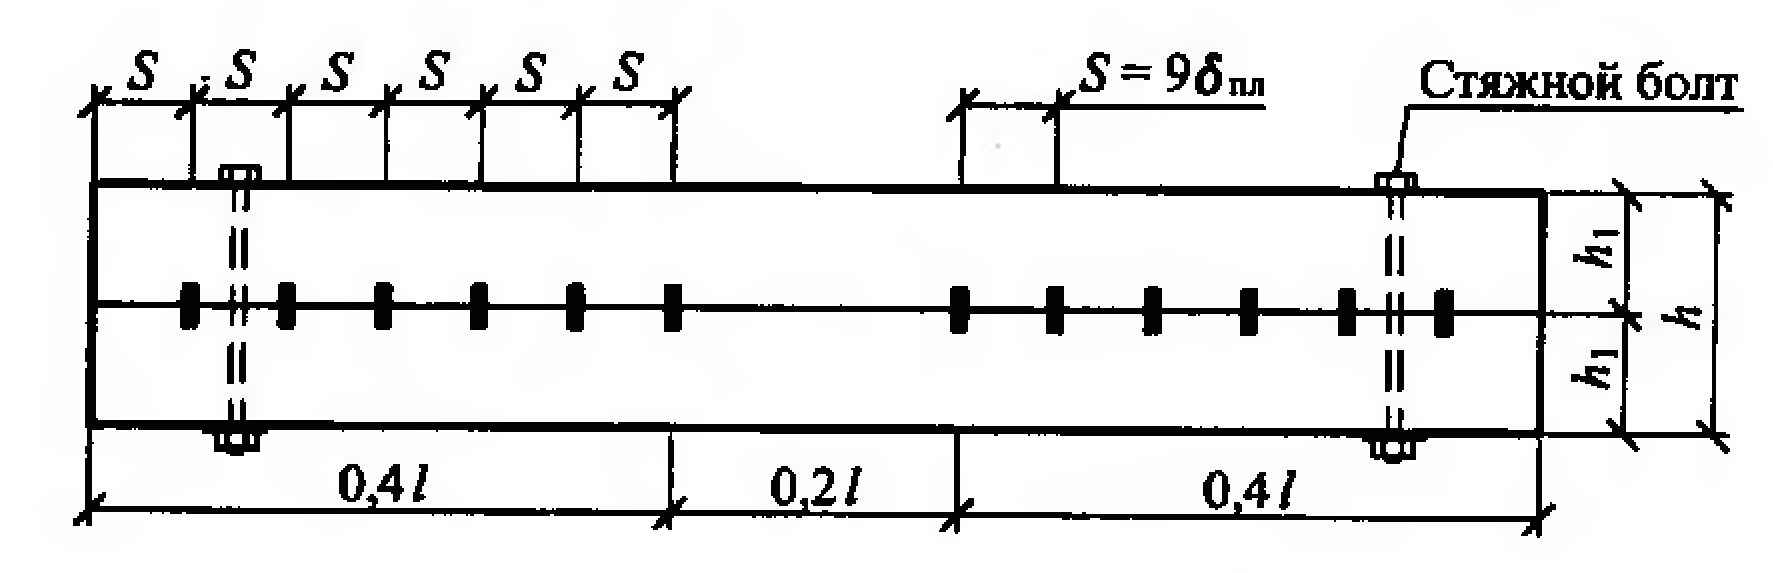 S S S S S S
S = 9δпл
Стяжной болт
h₁
h
h₁
0,4l
0,2l
0,4l